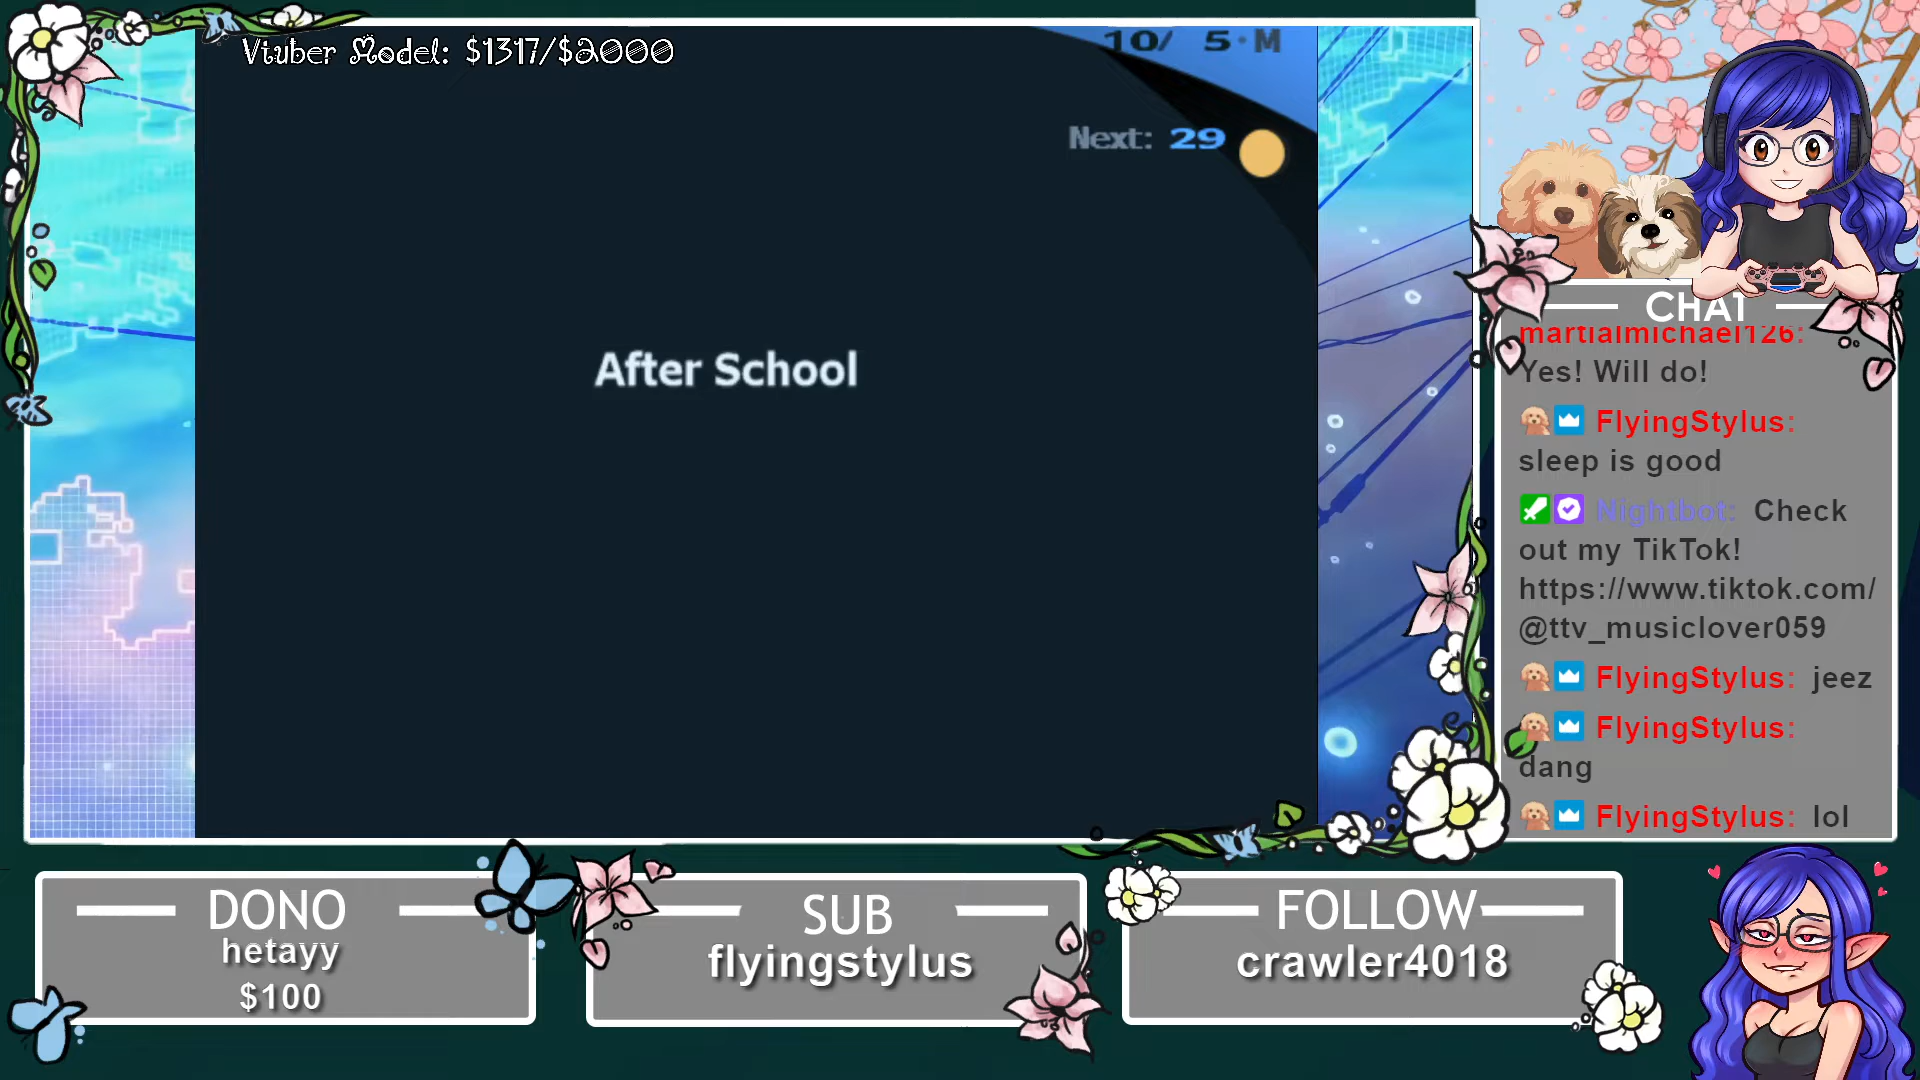 Vtuber Model: $1317/$2000
10/ 5·M
Next: 29
After School
CHAT
martialmichael126:
Yes! Will do!
FlyingStylus:
sleep is good
Nightbot: Check
out my TikTok!
https://www.tiktok.com/
@ttv_musiclover059
FlyingStylus: jeez
FlyingStylus:
dang
FlyingStylus: lol
DONO
hetayy
$100
SUB
flyingstylus
FOLLOW
crawler4018